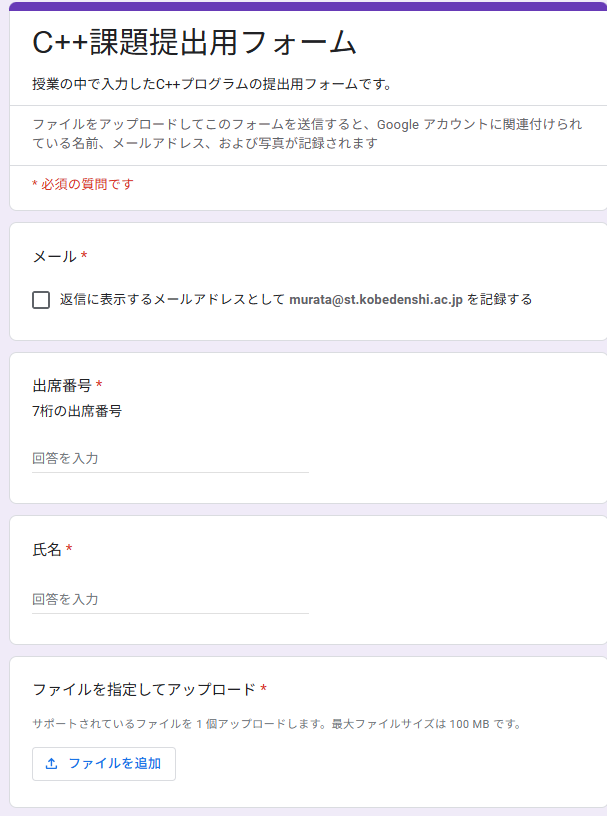 C++課題提出用フォーム
授業の中で入力したC++プログラムの提出用フォームです。
ファイルをアップロードしてこのフォームを送信すると、Google アカウントに関連付けられ
ている名前、メールアドレス、および写真が記録されます
* 必須の質問です
メール *
返信に表示するメールアドレスとして murata@st.kobedenshi.ac.jp を記録する
出席番号 *
7桁の出席番号
回答を入力
氏名 *
回答を入力
ファイルを指定してアップロード *
サポートされているファイルを 1 個アップロードします。最大ファイルサイズは 100 MB です。
ファイルを追加